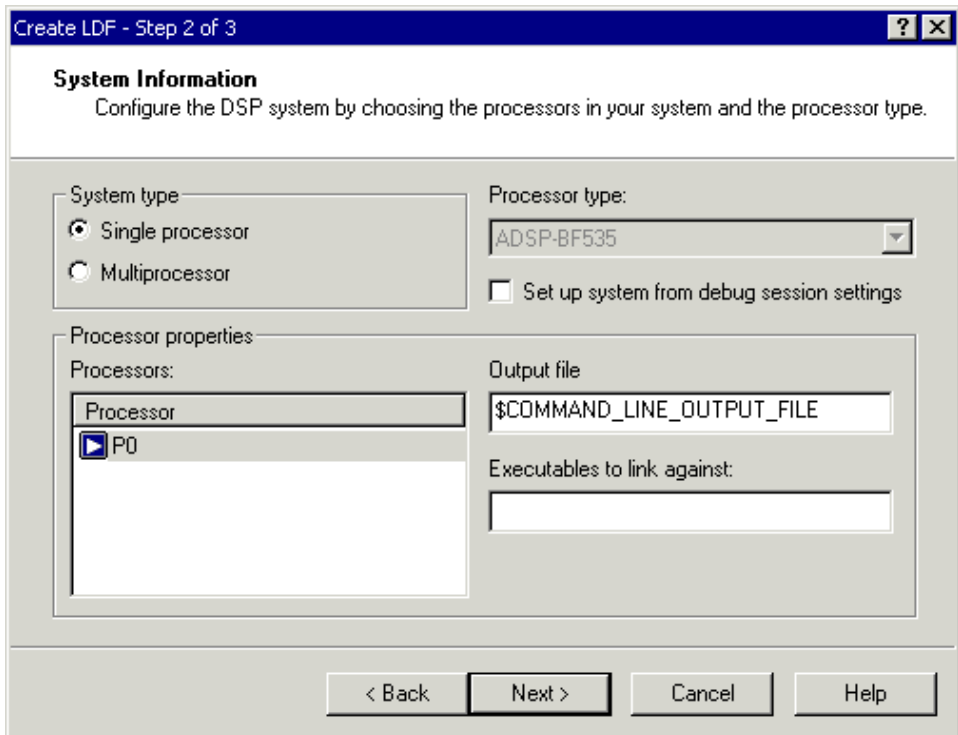 Create LDF - Step 2 of 3
System Information
Configure the DSP system by choosing the processors in your system and the processor type.
System type
Single processor
Multiprocessor
Processor type:
ADSP-BF535
Set up system from debug session settings
Processor properties
Processors:
Processor
P0
Output file
$COMMAND_LINE_OUTPUT_FILE
Executables to link against:
< Back
Next >
Cancel
Help